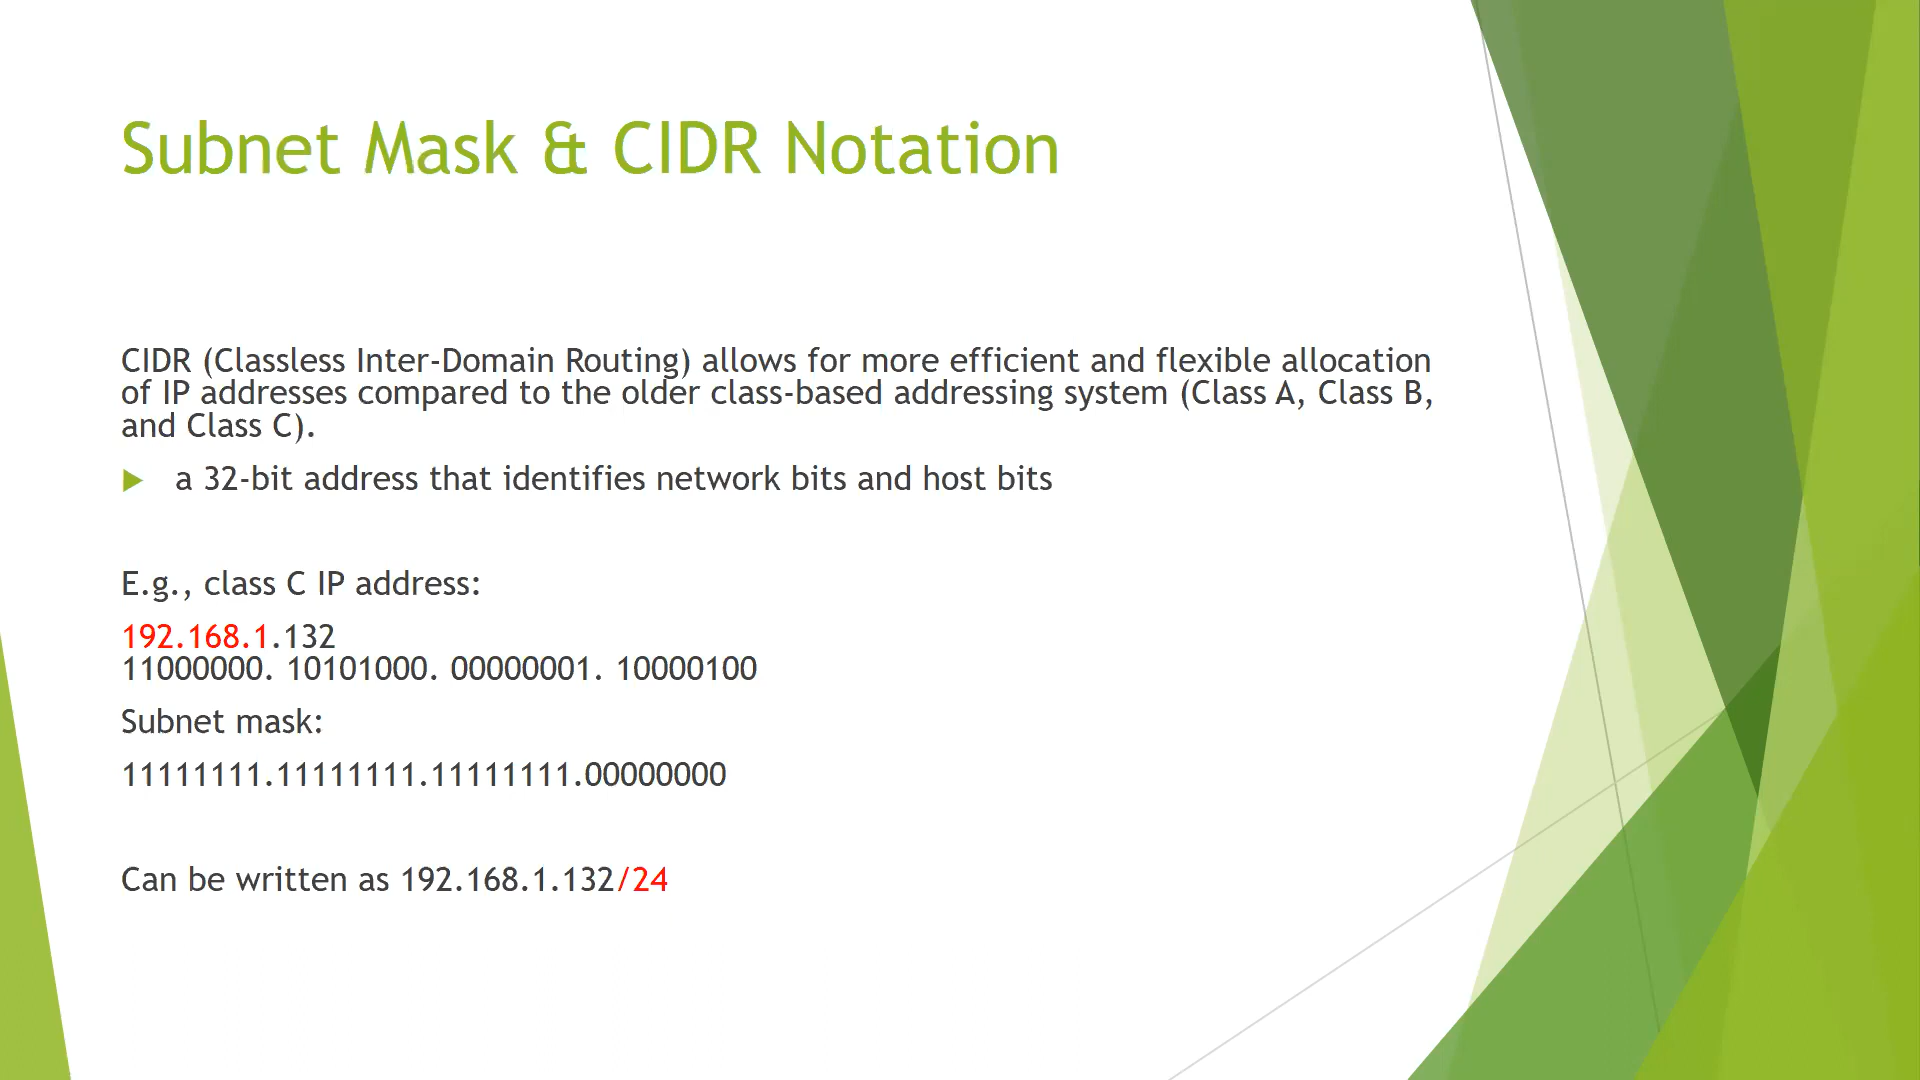 Subnet Mask & CIDR Notation
CIDR (Classless Inter-Domain Routing) allows for more efficient and flexible allocation
of IP addresses compared to the older class-based addressing system (Class A, Class B,
and Class C).
a 32-bit address that identifies network bits and host bits
E.g., class C IP address:
192.168.1.132
11000000. 10101000. 00000001. 10000100
Subnet mask:
11111111.11111111.11111111.00000000
Can be written as 192.168.1.132/24